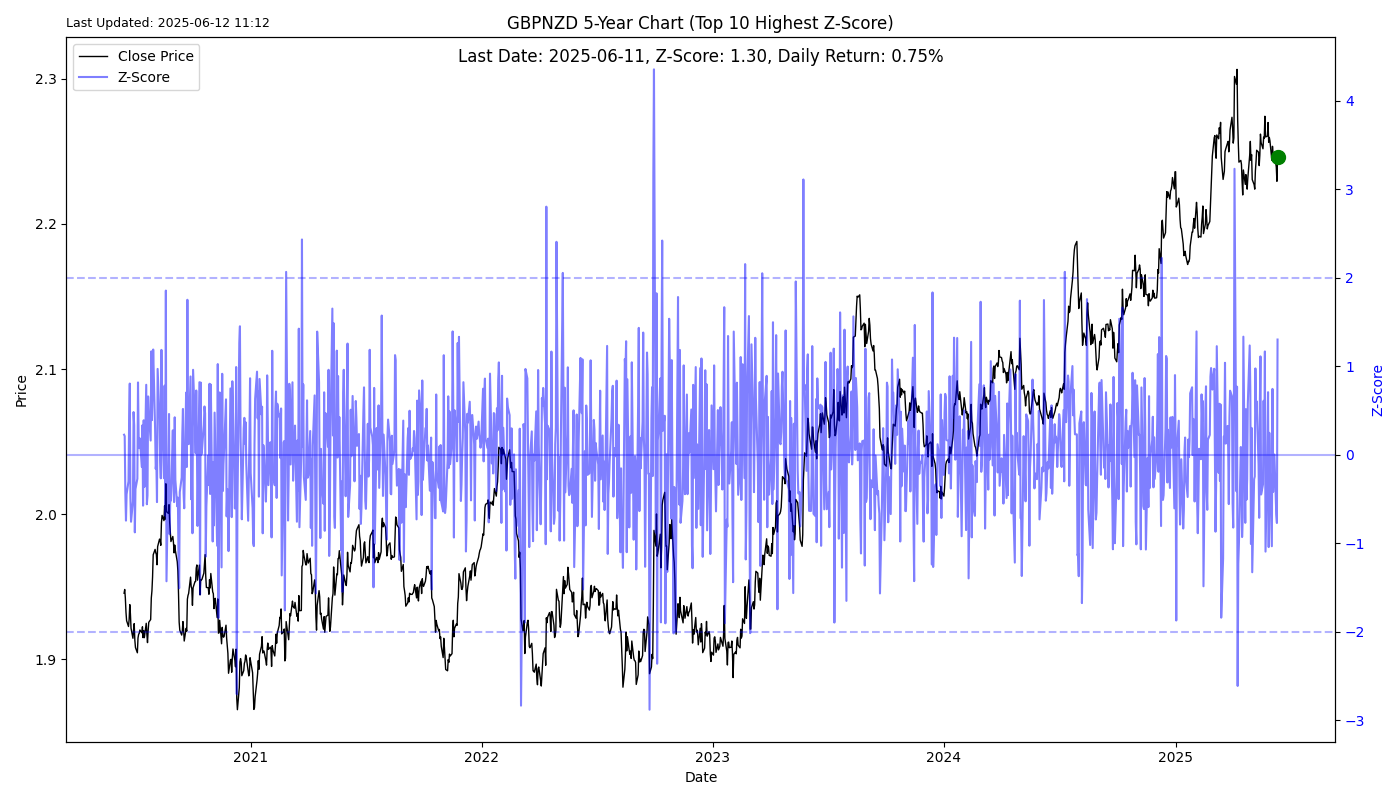 Last Updated: 2025-06-12 11:12
GBPNZD 5-Year Chart (Top 10 Highest Z-Score)
Last Date: 2025-06-11, Z-Score: 1.30, Daily Return: 0.75%
Close Price
Z-Score
Price
2.3
2.2
2.1
2.0
1.9
4
3
2
1
0
−1
−2
−3
Z-Score
2021
2022
2023
2024
2025
Date